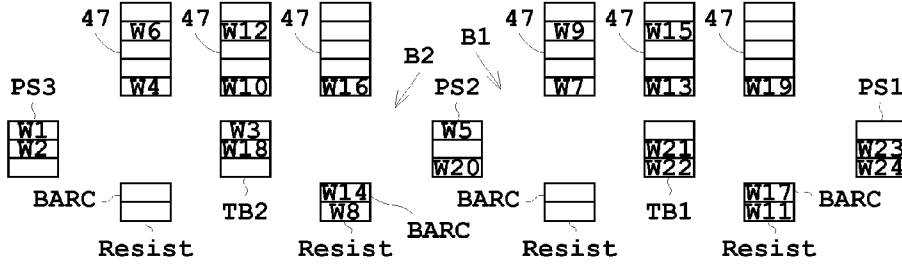 47 W6 47 W12 47 47 W9 47 W15 47
B2 B1
W4 W10 W16 W7 W13 W19
PS3 PS2 PS1
W1 W3 W5
W2 W18 W21 W23
W20 W22 W24
BARC W14 BARC W17 BARC
TB2 W8 BARC TB1 W11
Resist Resist Resist Resist